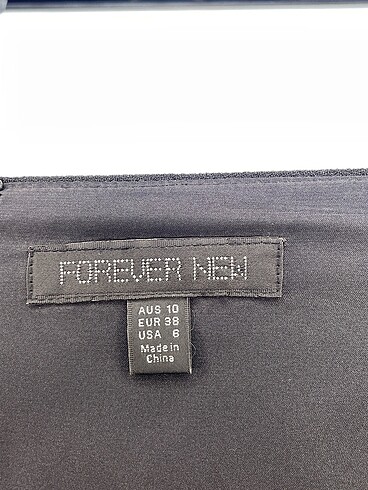 FOREVER NEW
AUS 10
EUR 38
USA 6
Made in
China